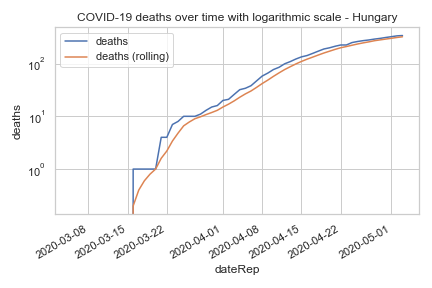 COVID-19 deaths over time with logarithmic scale - Hungary
deaths
deaths (rolling)
10²
10¹
10⁰
deaths
2020-03-08
2020-03-15
2020-03-22
2020-04-01
2020-04-08
2020-04-15
2020-04-22
2020-05-01
dateRep